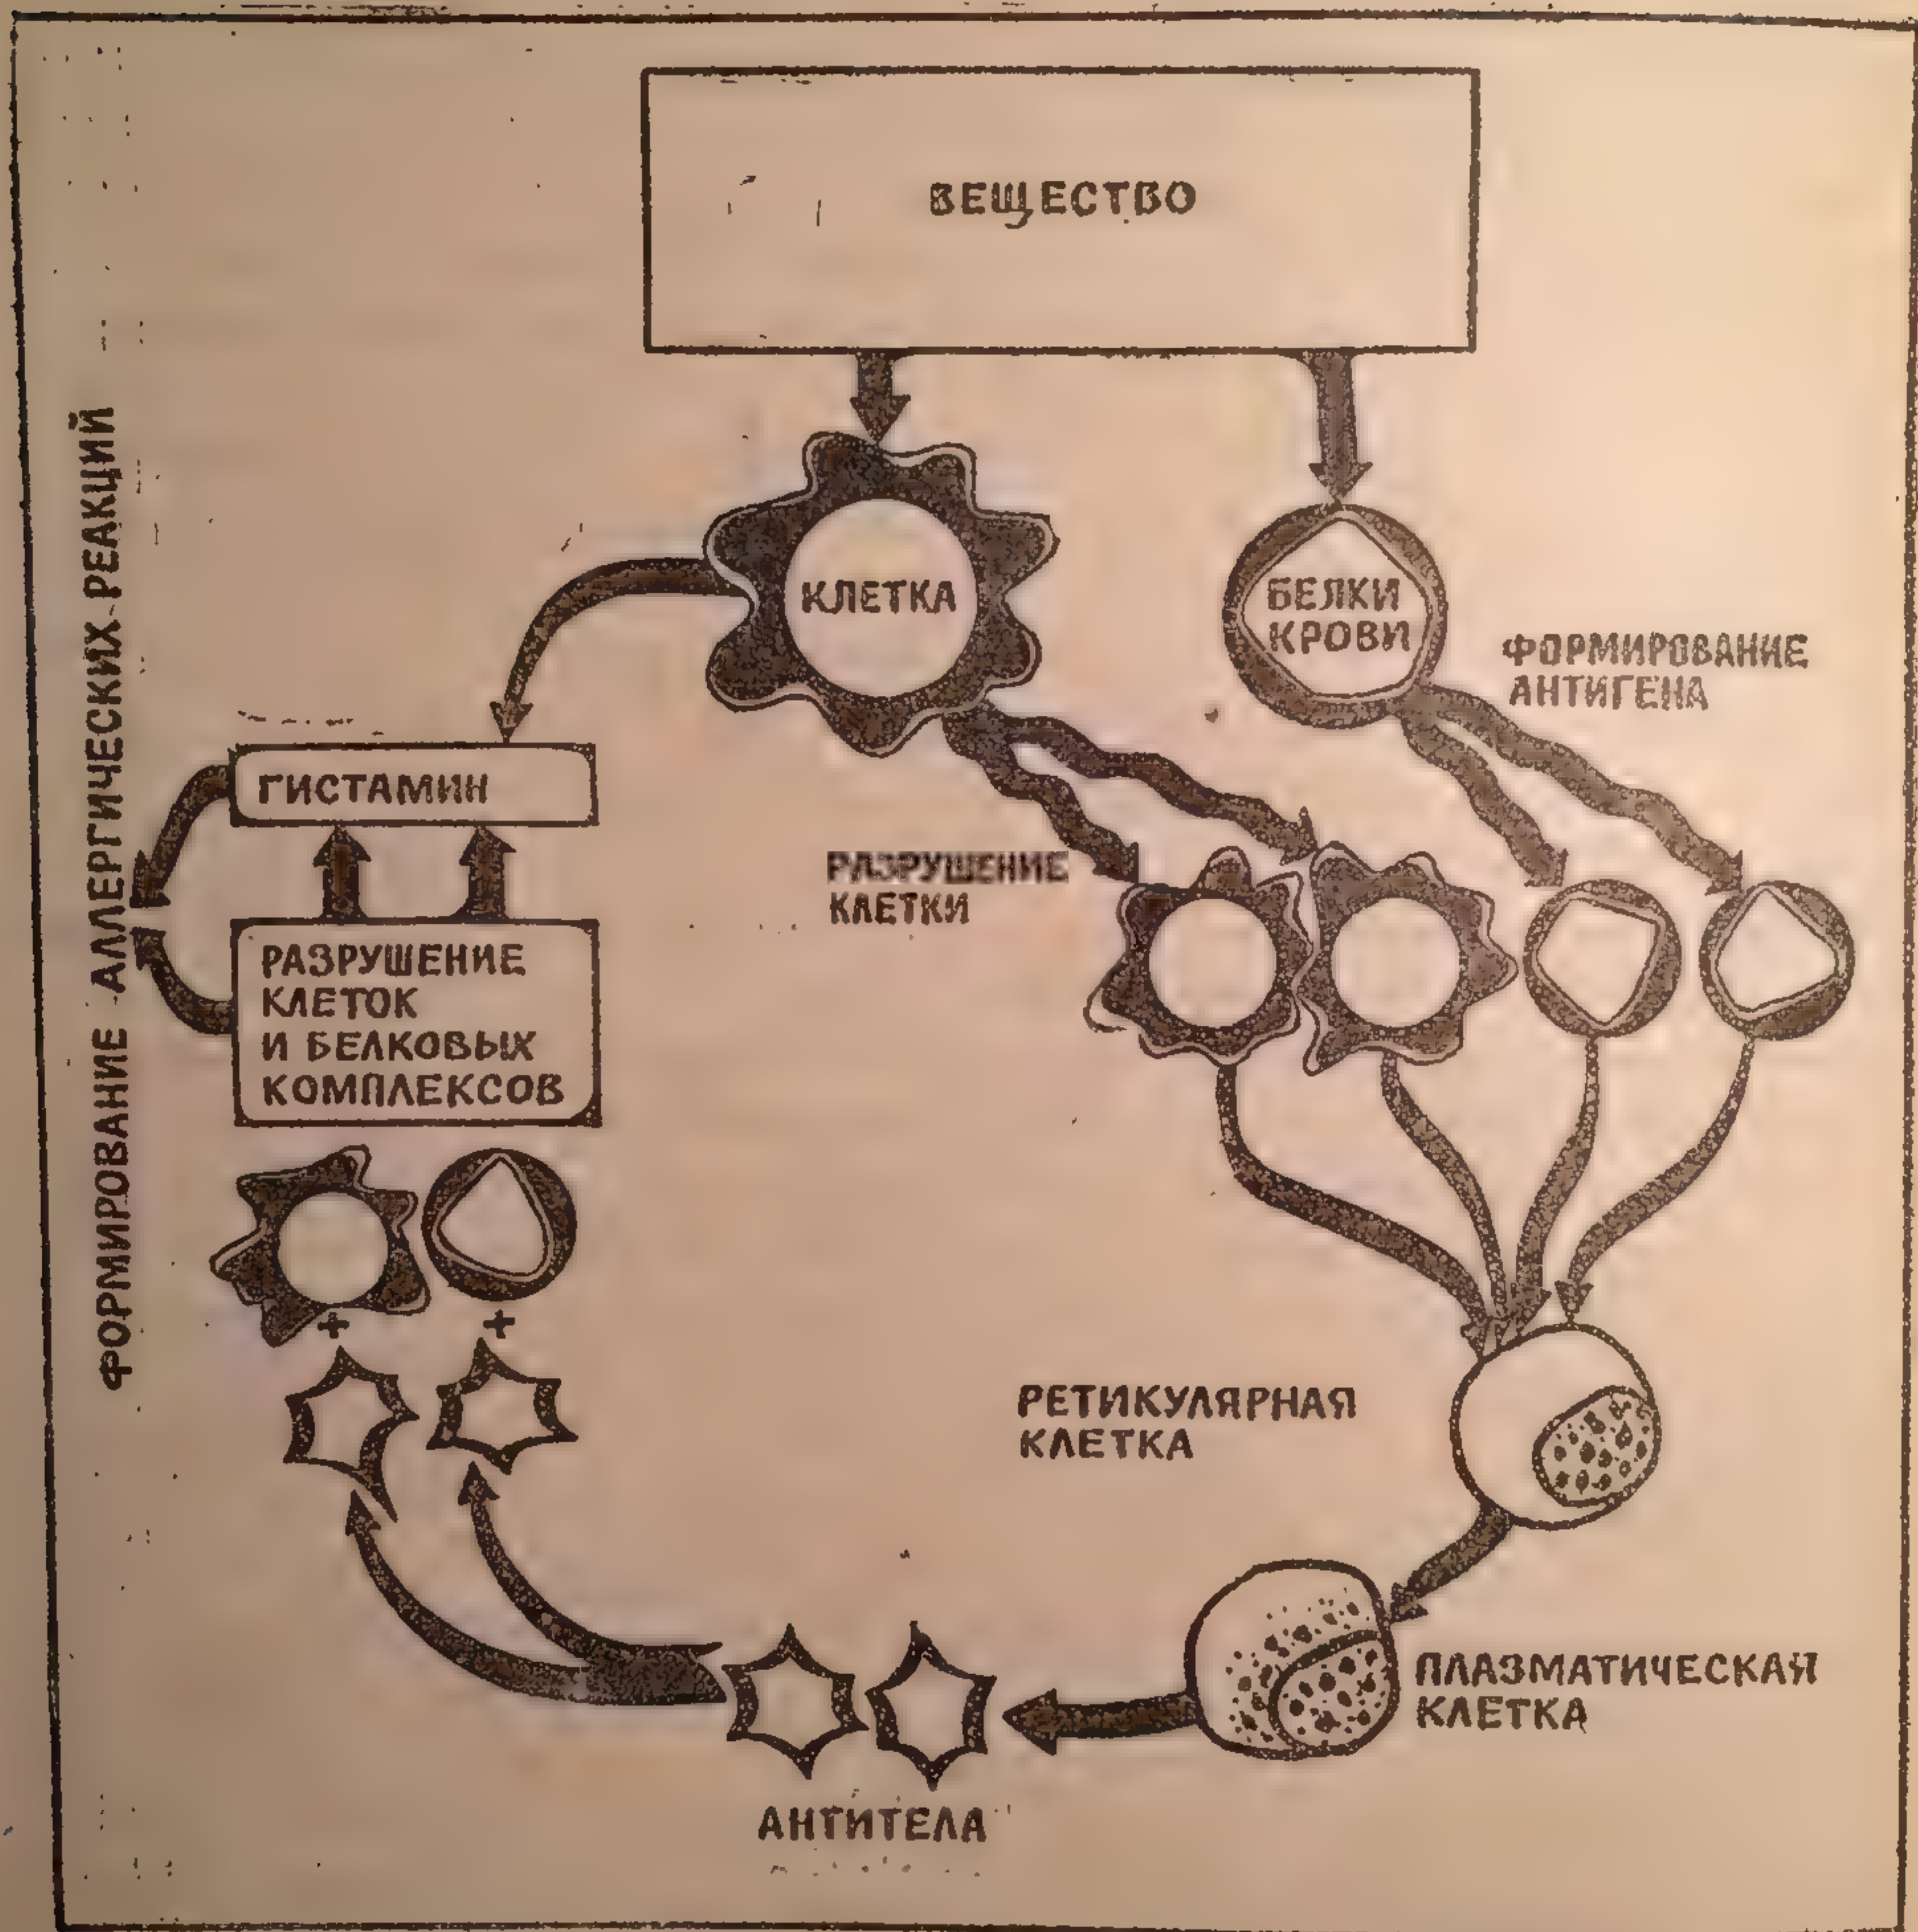 ВЕЩЕСТВО
КЛЕТКА
БЕЛКИ
КРОВИ
ФОРМИРОВАНИЕ
АНТИГЕНА
ГИСТАМИН
РАЗРУШЕНИЕ
КЛЕТКИ
РАЗРУШЕНИЕ
КЛЕТОК
И БЕЛКОВЫХ
КОМПЛЕКСОВ
ФОРМИРОВАНИЕ АЛЛЕРГИЧЕСКИХ РЕАКЦИЙ
+ +
РЕТИКУЛЯРНАЯ
КЛЕТКА
ПЛАЗМАТИЧЕСКАЯ
КЛЕТКА
АНТИТЕЛА